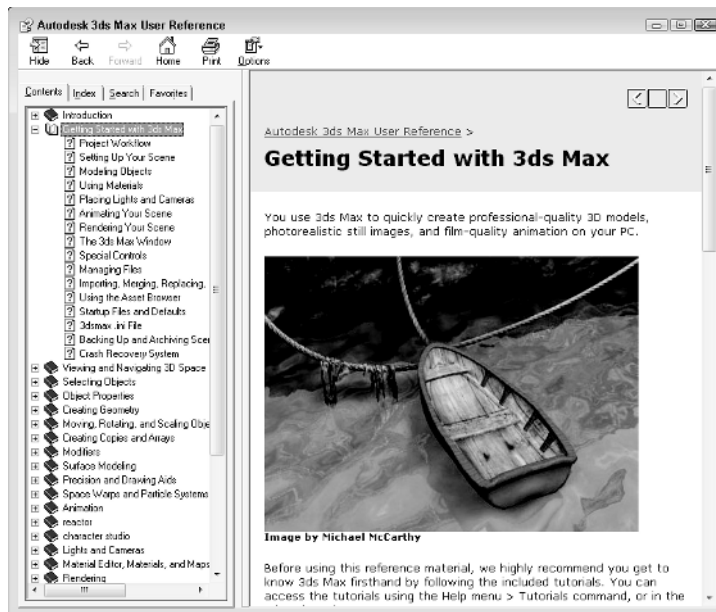 Autodesk 3ds Max User Reference
Hide Back Forward Home Print Options
Contents Index Search Favorites
Introduction
Getting Started with 3ds Max
Project Workflow
Setting Up Your Scene
Modeling Objects
Using Materials
Placing Lights and Cameras
Animating Your Scene
Rendering Your Scene
The 3ds Max Window
Special Controls
Managing Files
Importing, Merging, Replacing,
Using the Asset Browser
Startup Files and Defaults
3dsmax .ini File
Backing Up and Archiving Scen
Crash Recovery System
Viewing and Navigating 3D Space
Selecting Objects
Object Properties
Creating Geometry
Moving, Rotating, and Scaling Obje
Creating Copies and Arrays
Modifiers
Surface Modeling
Precision and Drawing Aids
Space Warps and Particle Systems
Animation
reactor
character studio
Lights and Cameras
Material Editor, Materials, and Maps
Rendering
Autodesk 3ds Max User Reference >
Getting Started with 3ds Max
You use 3ds Max to quickly create professional-quality 3D models,
photorealistic still images, and film-quality animation on your PC.
Image by Michael McCarthy
Before using this reference material, we highly recommend you get to
know 3ds Max firsthand by following the included tutorials. You can
access the tutorials using the Help menu > Tutorials command, or in the